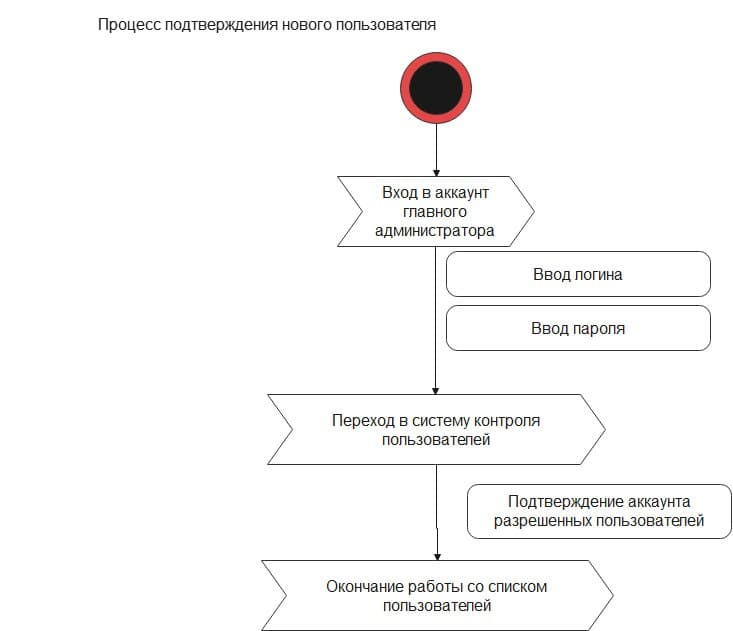 Процесс подтверждения нового пользователя
Вход в аккаунт
главного
администратора
Ввод логина
Ввод пароля
Переход в систему контроля
пользователей
Подтверждение аккаунта
разрешенных пользователей
Окончание работы со списком
пользователей